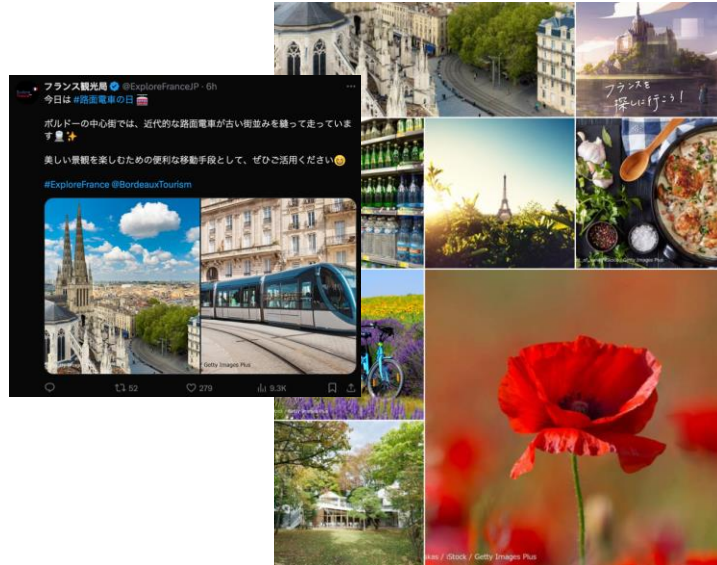 フランス観光局 @ExploreFranceJP · 6h
今日は #路面電車の日 🚋
ボルドーの中心街では、近代的な路面電車が古い街並みを縫って走っていま
す🚊✨
美しい景観を楽しむための便利な移動手段として、ぜひご活用ください😄
#ExploreFrance @BordeauxTourism
Getty Images Plus
52
279
9.3K
フランスを
探しに行こう!
Getty Images Plus
/ iStock / Getty Images Plus